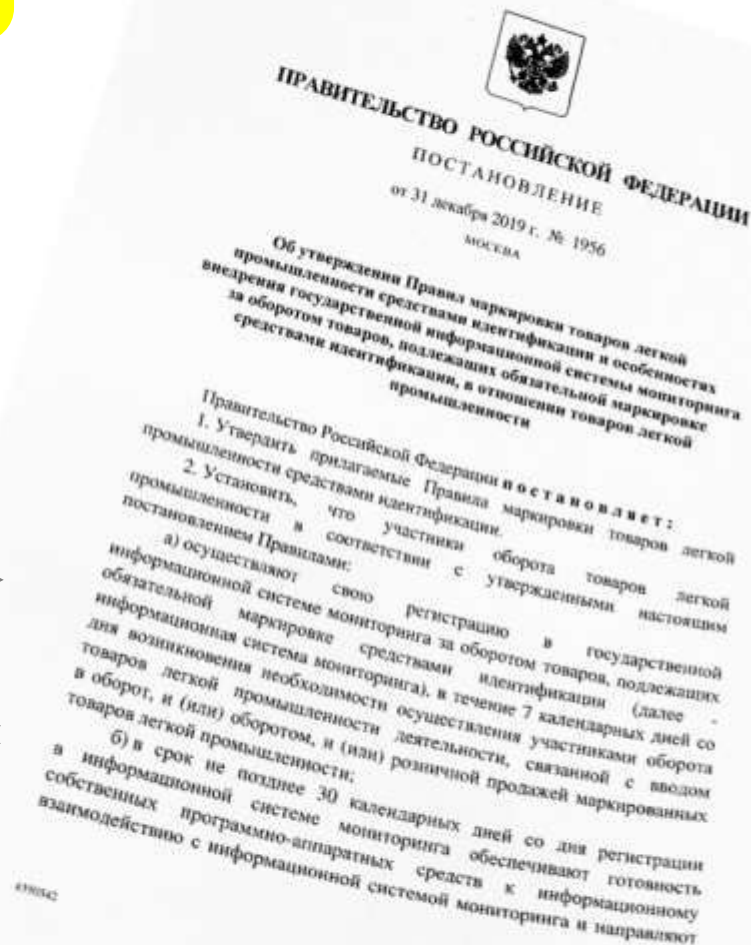 ПРАВИТЕЛЬСТВО РОССИЙСКОЙ ФЕДЕРАЦИИ
ПОСТАНОВЛЕНИЕ
от 31 декабря 2019 г. № 1956
МОСКВА
Об утверждении Правил маркировки товаров легкой
промышленности средствами идентификации и особенностях
внедрения государственной информационной системы мониторинга
за оборотом товаров, подлежащих обязательной маркировке
средствами идентификации, в отношении товаров легкой
промышленности
Правительство Российской Федерации постановляет:
1. Утвердить прилагаемые Правила маркировки товаров легкой
промышленности средствами идентификации.
2. Установить, что участники оборота товаров легкой
промышленности в соответствии с утвержденными настоящим
постановлением Правилами:
а) осуществляют свою регистрацию в государственной
информационной системе мониторинга за оборотом товаров, подлежащих
обязательной маркировке средствами идентификации (далее -
информационная система мониторинга), в течение 7 календарных дней со
дня возникновения необходимости осуществления участниками оборота
товаров легкой промышленности деятельности, связанной с вводом
в оборот, и (или) оборотом, и (или) розничной продажей маркированных
товаров легкой промышленности;
б) в срок не позднее 30 календарных дней со дня регистрации
в информационной системе мониторинга обеспечивают готовность
собственных программно-аппаратных средств к информационному
взаимодействию с информационной системой мониторинга и направляют